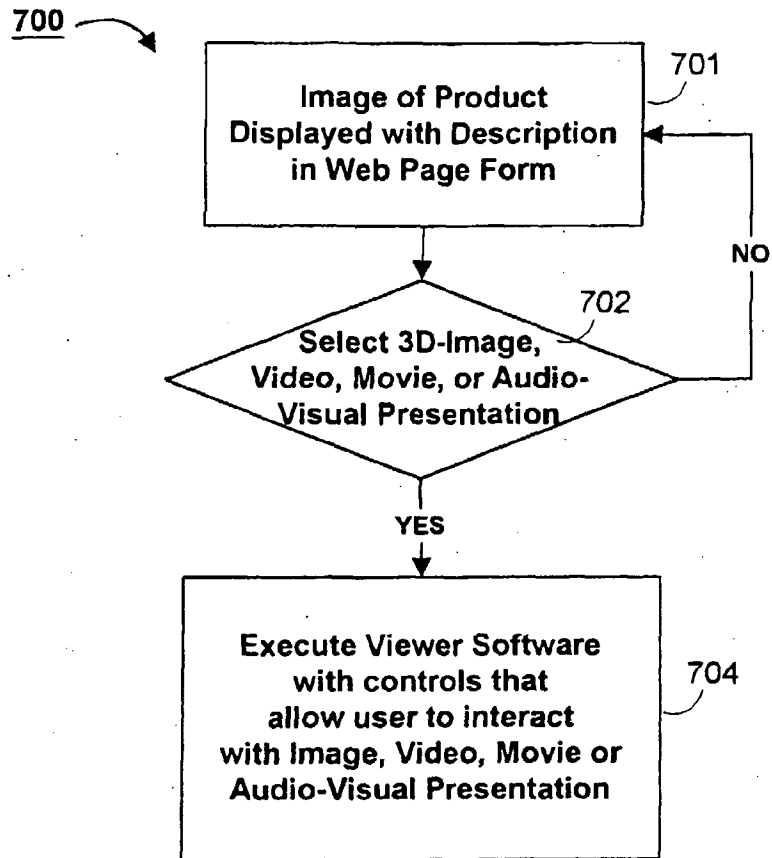 700
701
Image of Product
Displayed with Description
in Web Page Form
NO
702
Select 3D-Image,
Video, Movie, or Audio-
Visual Presentation
YES
Execute Viewer Software
with controls that
allow user to interact
with Image, Video, Movie or
Audio-Visual Presentation
704